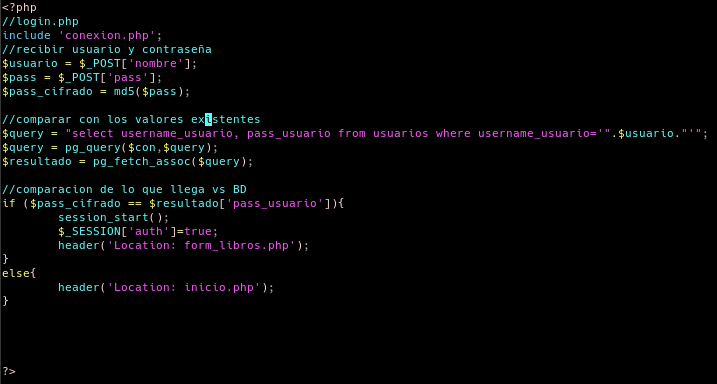 <?php
//login.php
include 'conexion.php';
//recibir usuario y contraseña
$usuario = $_POST['nombre'];
$pass = $_POST['pass'];
$pass_cifrado = md5($pass);
//comparar con los valores existentes
$query = "select username_usuario, pass_usuario from usuarios where username_usuario='".$usuario."'";
$query = pg_query($con,$query);
$resultado = pg_fetch_assoc($query);
//comparacion de lo que llega vs BD
if ($pass_cifrado == $resultado['pass_usuario']){
session_start();
$_SESSION['auth']=true;
header('Location: form_libros.php');
}
else{
header('Location: inicio.php');
}
?>